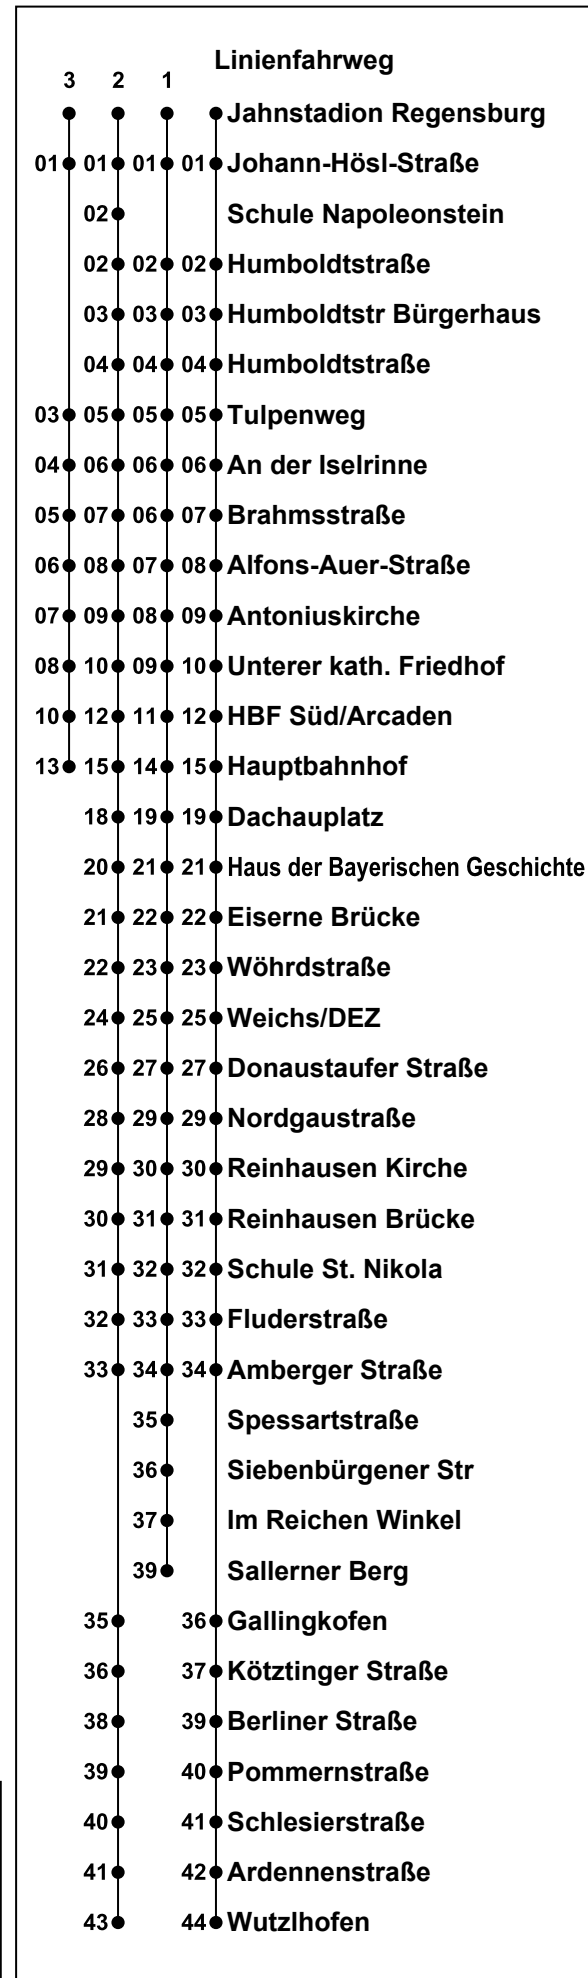 Linienfahrweg
3 2 1
Jahnstadion Regensburg
01 01 01 01 Johann-Hösl-Straße
02 Schule Napoleonstein
02 02 02 Humboldtstraße
03 03 03 Humboldtstr Bürgerhaus
04 04 04 Humboldtstraße
03 05 05 05 Tulpenweg
04 06 06 06 An der Iselrinne
05 07 06 07 Brahmsstraße
06 08 07 08 Alfons-Auer-Straße
07 09 08 09 Antoniuskirche
08 10 09 10 Unterer kath. Friedhof
10 12 11 12 HBF Süd/Arcaden
13 15 14 15 Hauptbahnhof
18 19 19 Dachauplatz
20 21 21 Haus der Bayerischen Geschichte
21 22 22 Eiserne Brücke
22 23 23 Wöhrdstraße
24 25 25 Weichs/DEZ
26 27 27 Donaustaufer Straße
28 29 29 Nordgaustraße
29 30 30 Reinhausen Kirche
30 31 31 Reinhausen Brücke
31 32 32 Schule St. Nikola
32 33 33 Fluderstraße
33 34 34 Amberger Straße
35 Spessartstraße
36 Siebenbürgener Str
37 Im Reichen Winkel
39 Sallerner Berg
35 36 Gallingkofen
36 37 Kötztinger Straße
38 39 Berliner Straße
39 40 Pommernstraße
40 41 Schlesierstraße
41 42 Ardennenstraße
43 44 Wutzlhofen